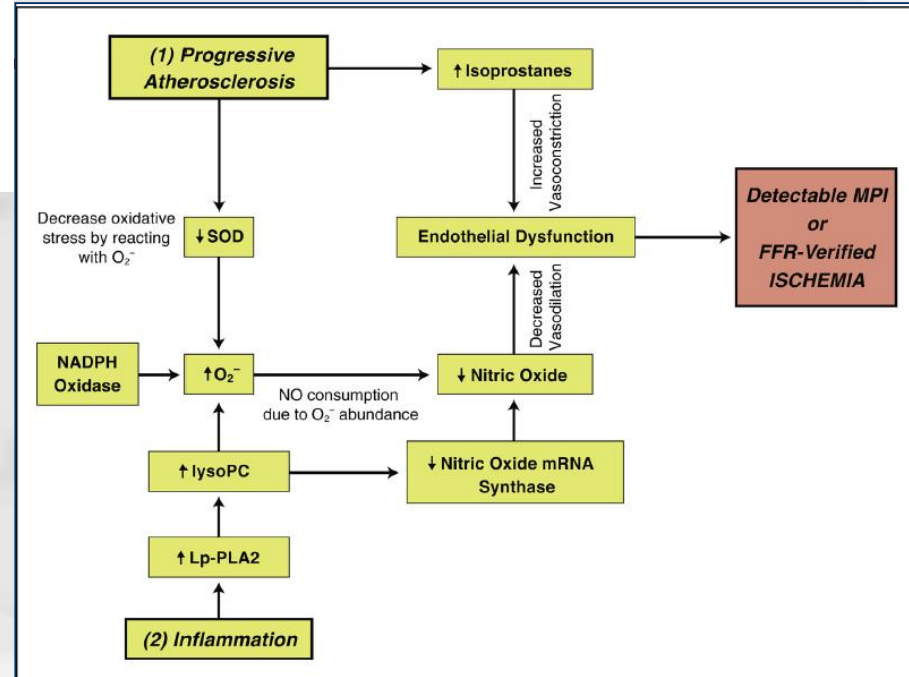 (1) Progressive
Atherosclerosis
↑ Isoprostanes
Increased
Vasoconstriction
Decrease oxidative
stress by reacting
with O₂⁻
↓ SOD
Endothelial Dysfunction
Detectable MPI
or
FFR-Verified
ISCHEMIA
Decreased
Vasodilation
NADPH
Oxidase
↑O₂⁻
↓ Nitric Oxide
NO consumption
due to O₂⁻ abundance
↑ lysoPC
↓ Nitric Oxide mRNA
Synthase
↑ Lp-PLA2
(2) Inflammation